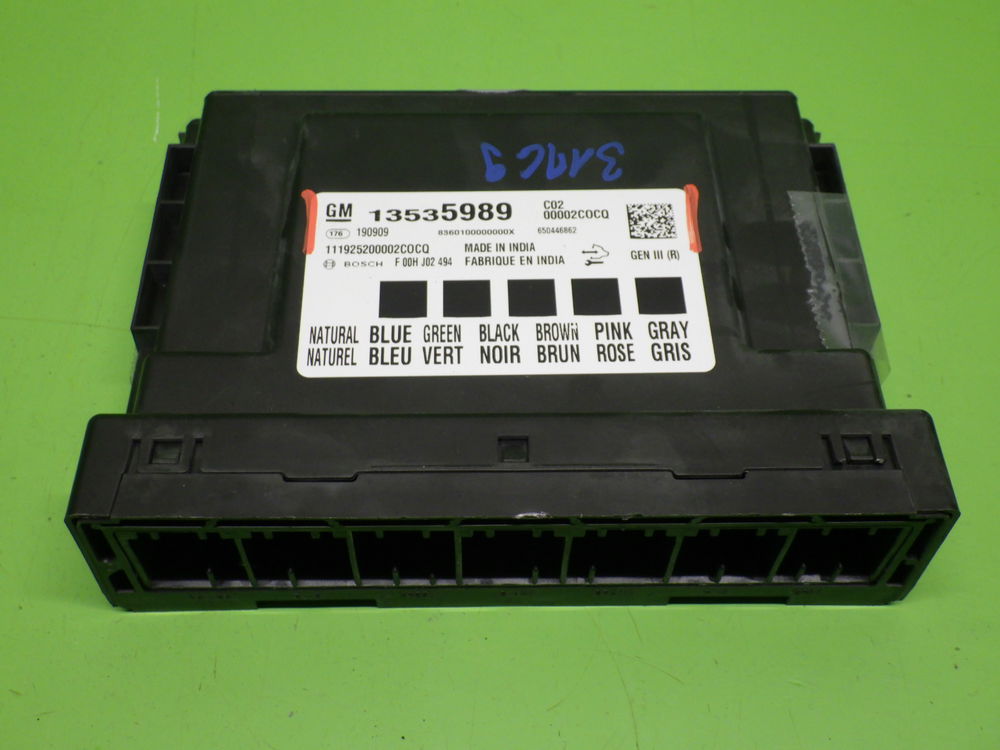 GM 13535989 C02
00002COCQ
176 190909 8360100000000X 650446862
111925200002COCQ MADE IN INDIA
BOSCH F 00H J02 494 FABRIQUE EN INDIA GEN III (R)
NATURAL BLUE GREEN BLACK BROWN PINK GRAY
NATUREL BLEU VERT NOIR BRUN ROSE GRIS